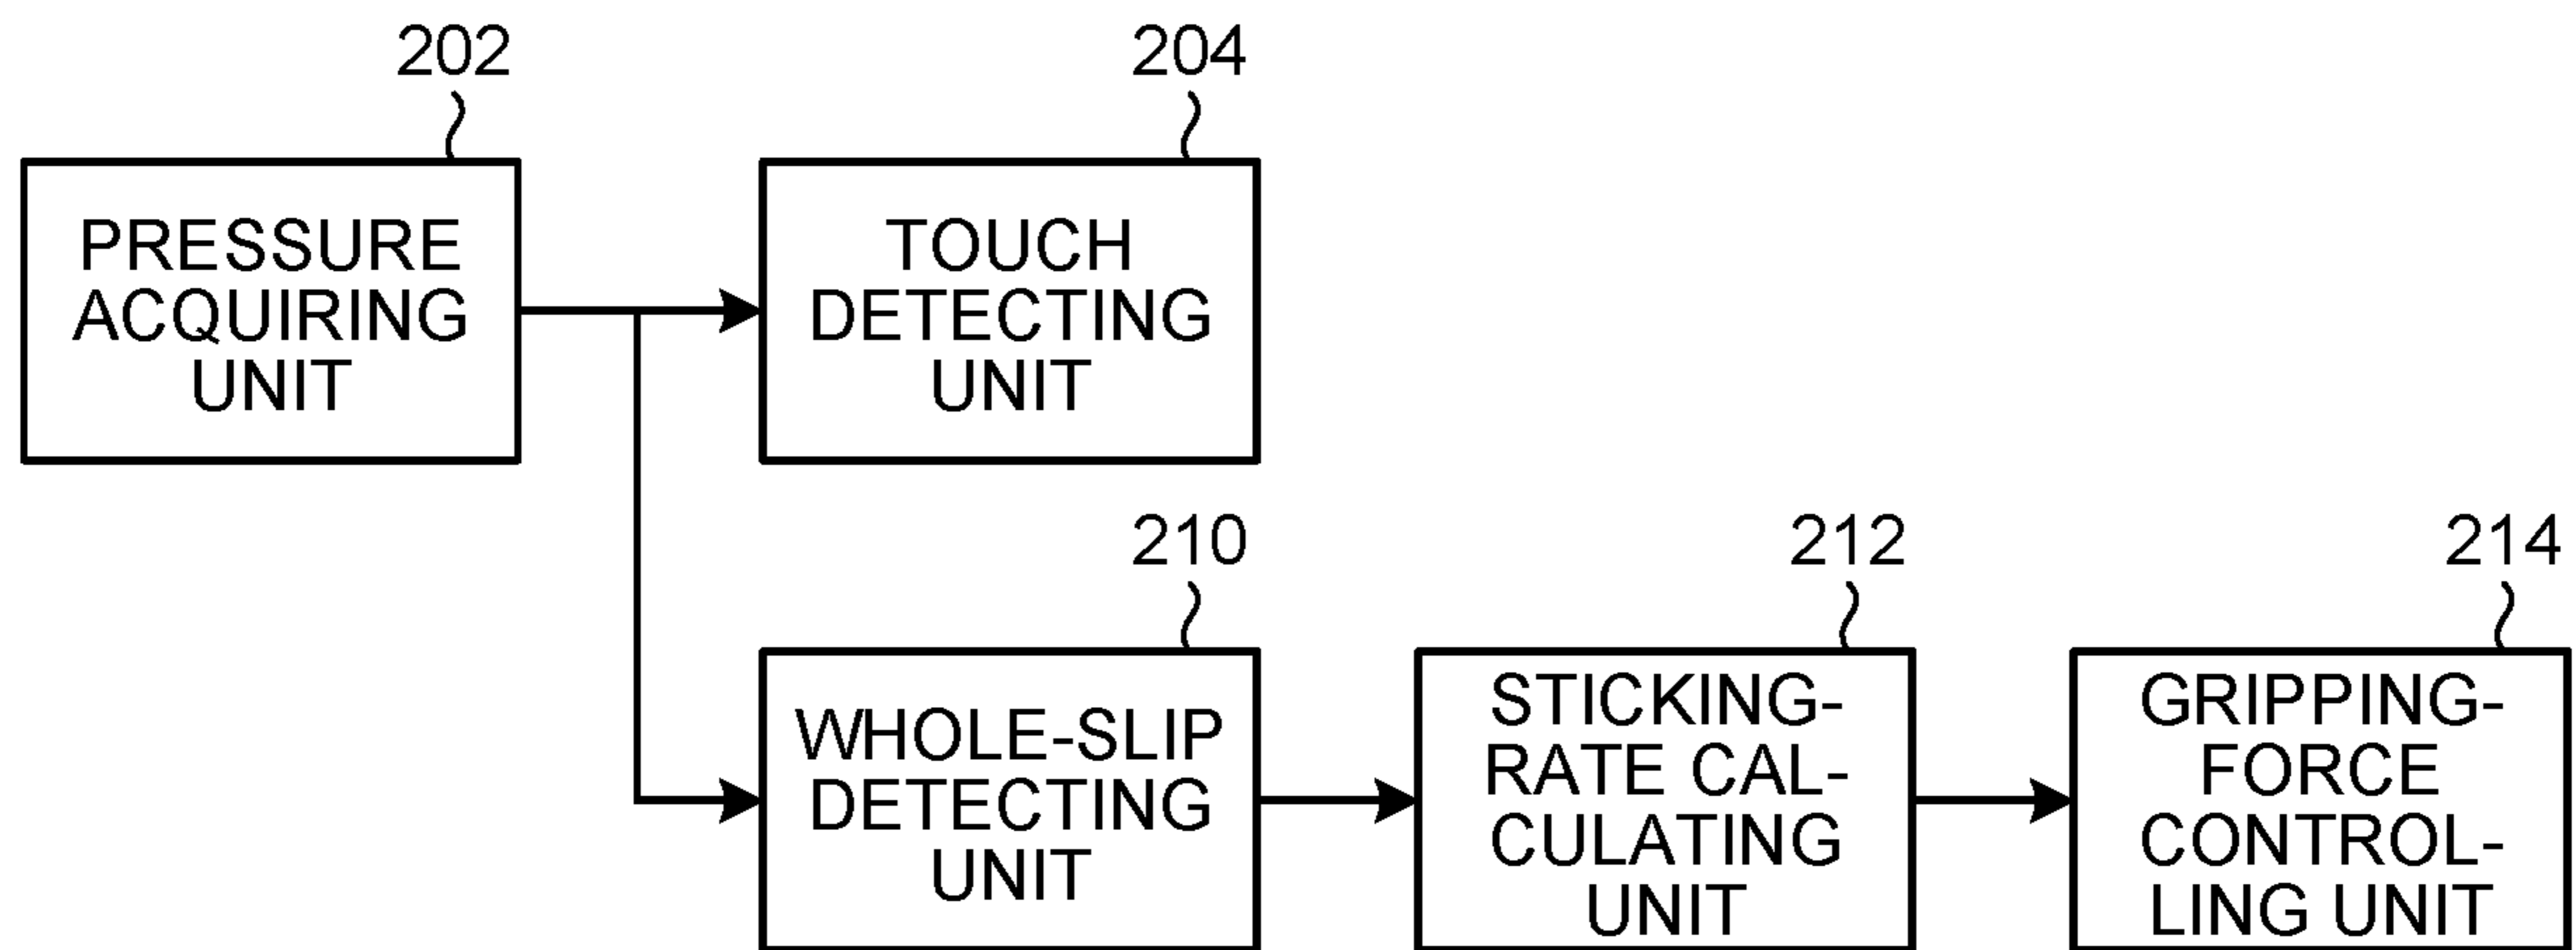 202
204
PRESSURE
ACQUIRING
UNIT
TOUCH
DETECTING
UNIT
210
212
214
WHOLE-SLIP
DETECTING
UNIT
STICKING-
RATE CAL-
CULATING
UNIT
GRIPPING-
FORCE
CONTROL-
LING UNIT